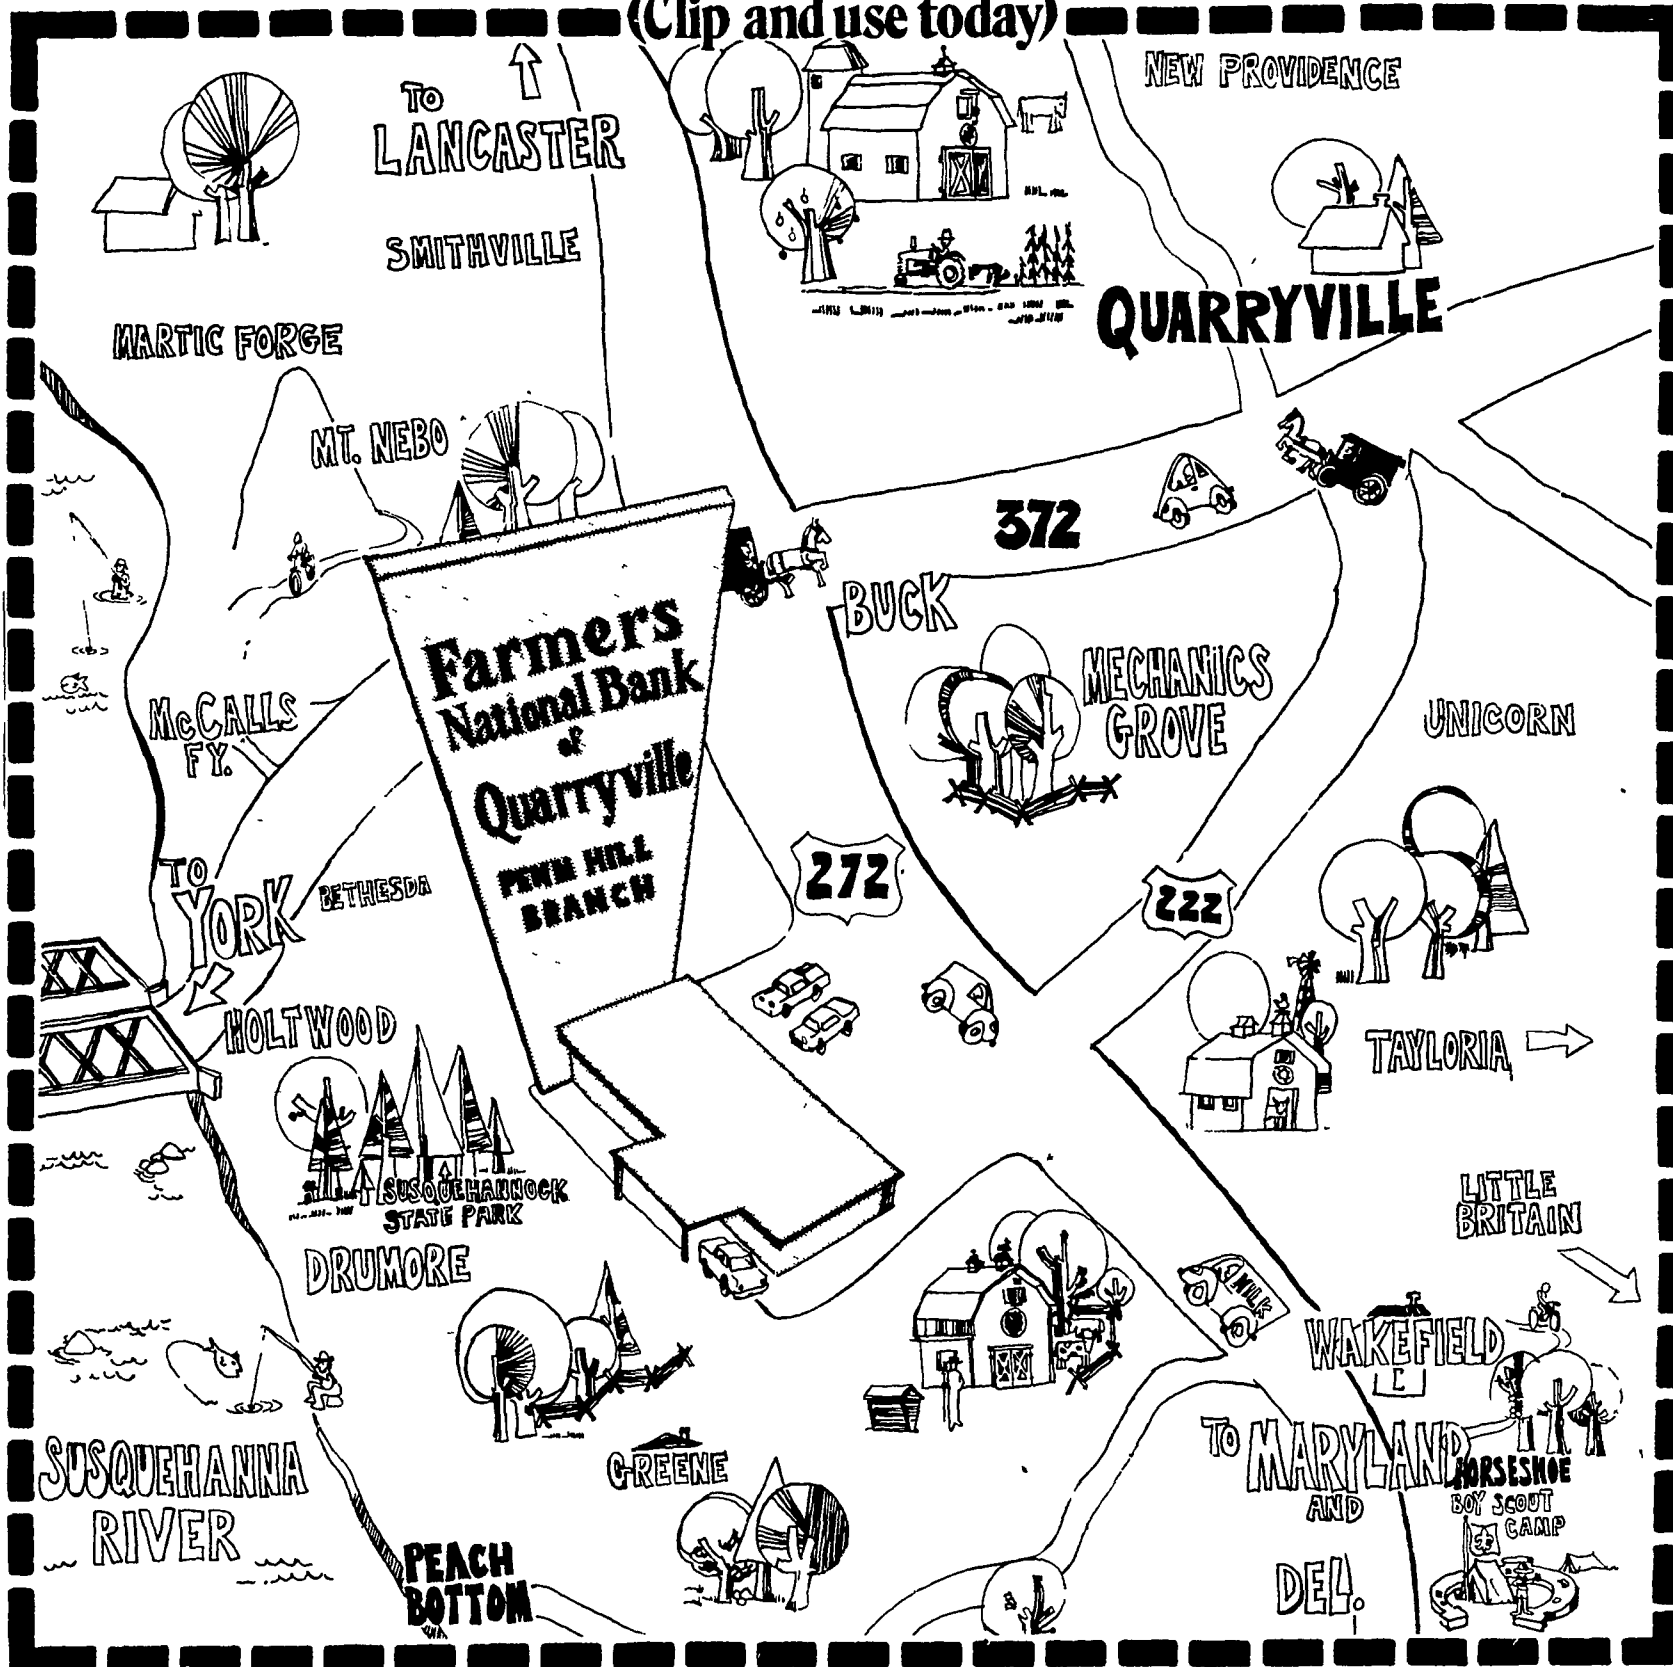 (Clip and use today)
NEW PROVIDENCE
TO
LANCASTER
SMITHVILLE
QUARRYVILLE
MARTIC FORGE
MT. NEBO
372
BUCK
Farmers
National Bank
of
Quarryville
PENN HILL
BRANCH
MECHANICS
GROVE
UNICORN
McCALLS
FY.
272
222
TO
YORK
BETHESDA
HOLTWOOD
TAYLORIA
SUSQUEHANNOCK
STATE PARK
LITTLE
BRITAIN
DRUMORE
MILK
WAKEFIELD
GREENE
TO MARYLAND
AND
DEL.
HORSESHOE
BOY SCOUT
CAMP
SUSQUEHANNA
RIVER
PEACH
BOTTOM